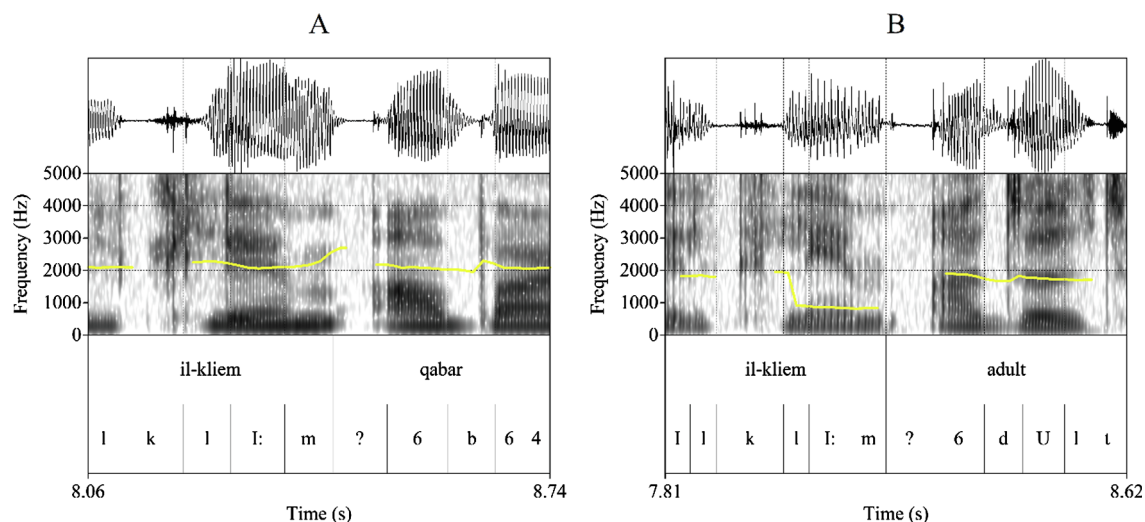 A
B
5000
4000
3000
2000
1000
0
Frequency (Hz)
il-kliem qabar
l k l I: m ? 6 b 6 4
8.06 8.74
Time (s)
5000
4000
3000
2000
1000
0
Frequency (Hz)
il-kliem adult
I l k l I: m ? 6 d U l t
7.81 8.62
Time (s)